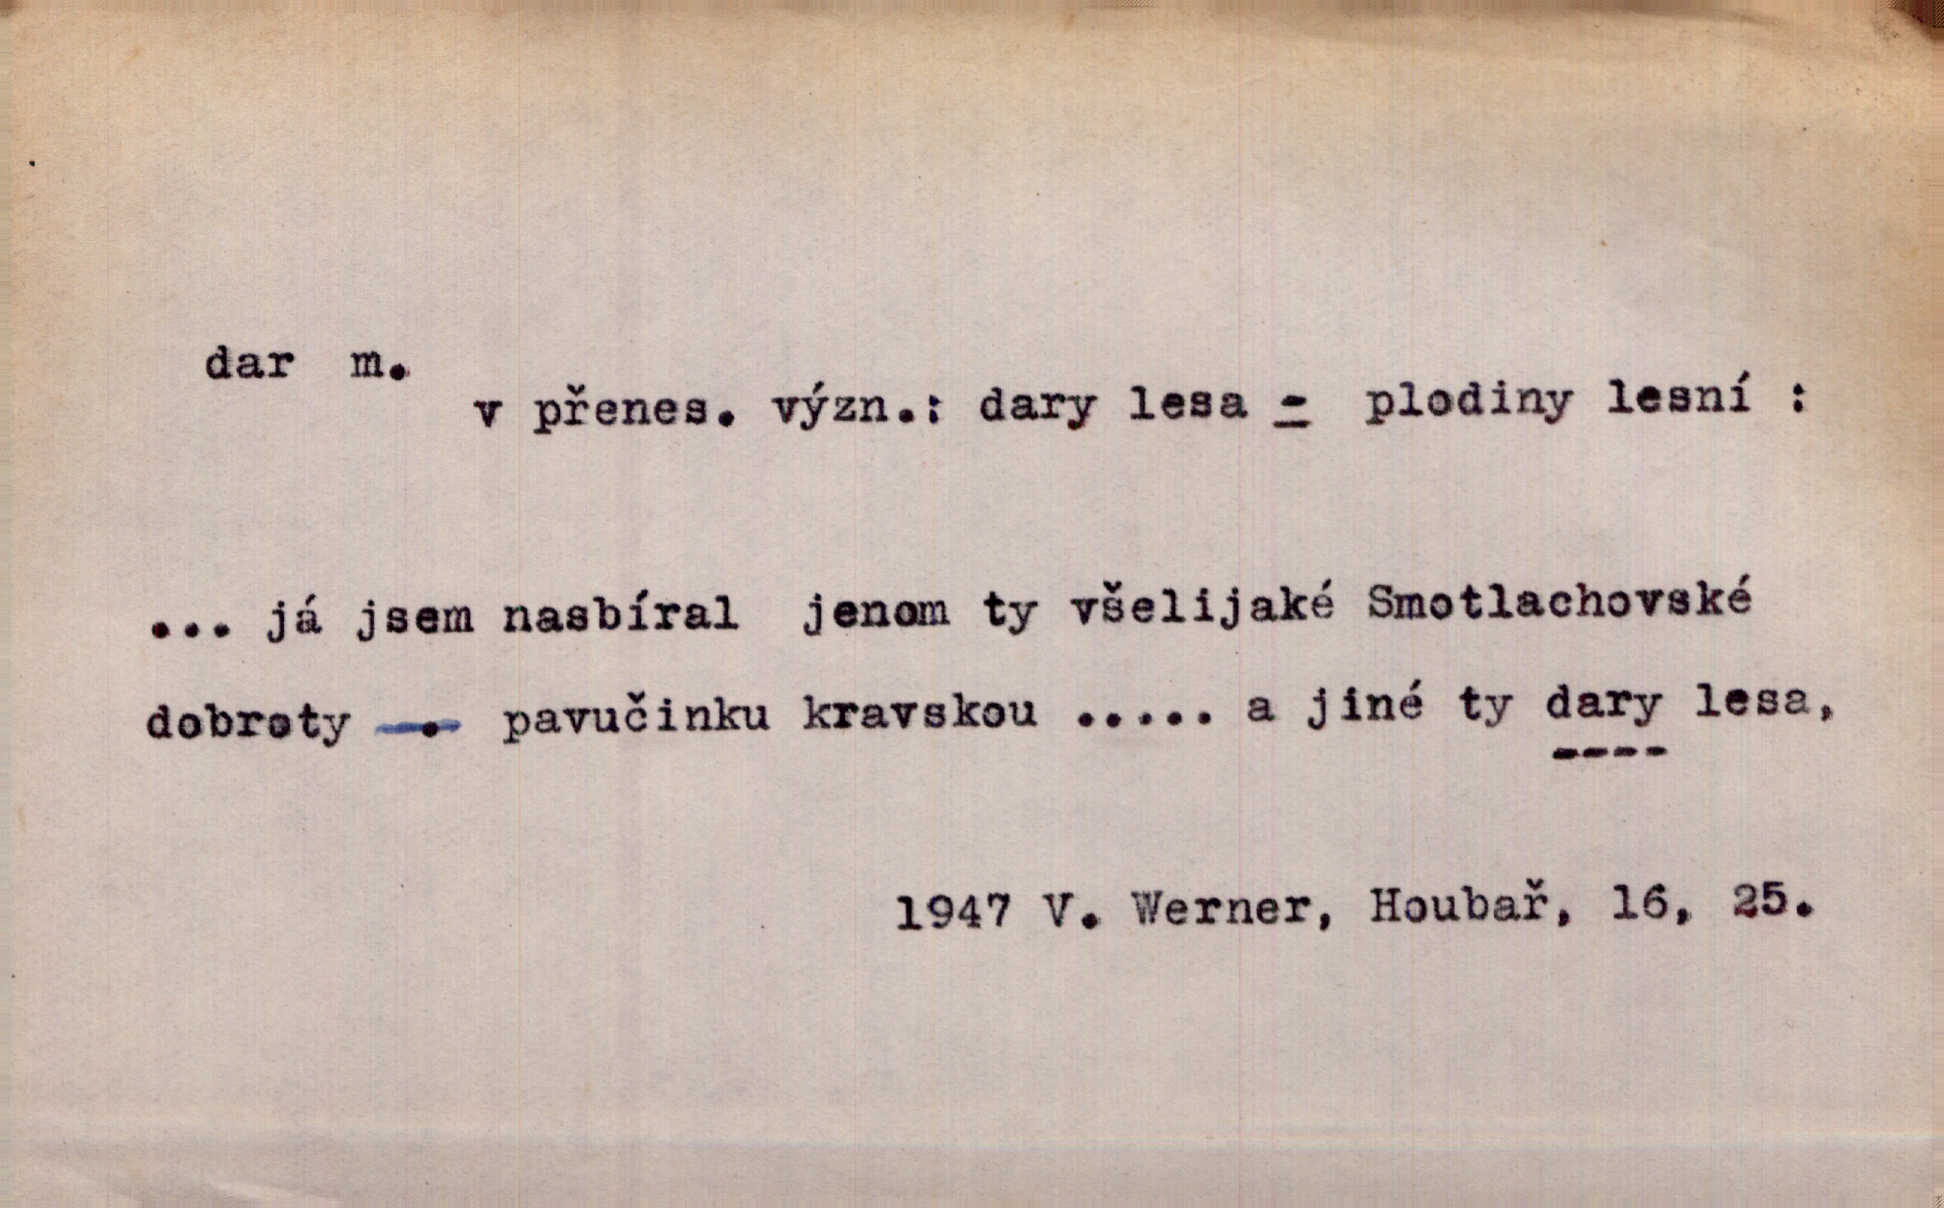 dar m.
v přenes. význ.: dary lesa = plodiny lesní :
... já jsem nasbíral jenom ty všelijaké Smotlachovské
dobroty —. pavučinku kravskou ..... a jiné ty dary lesa,
----
1947 V. Werner, Houbař, 16, 25.